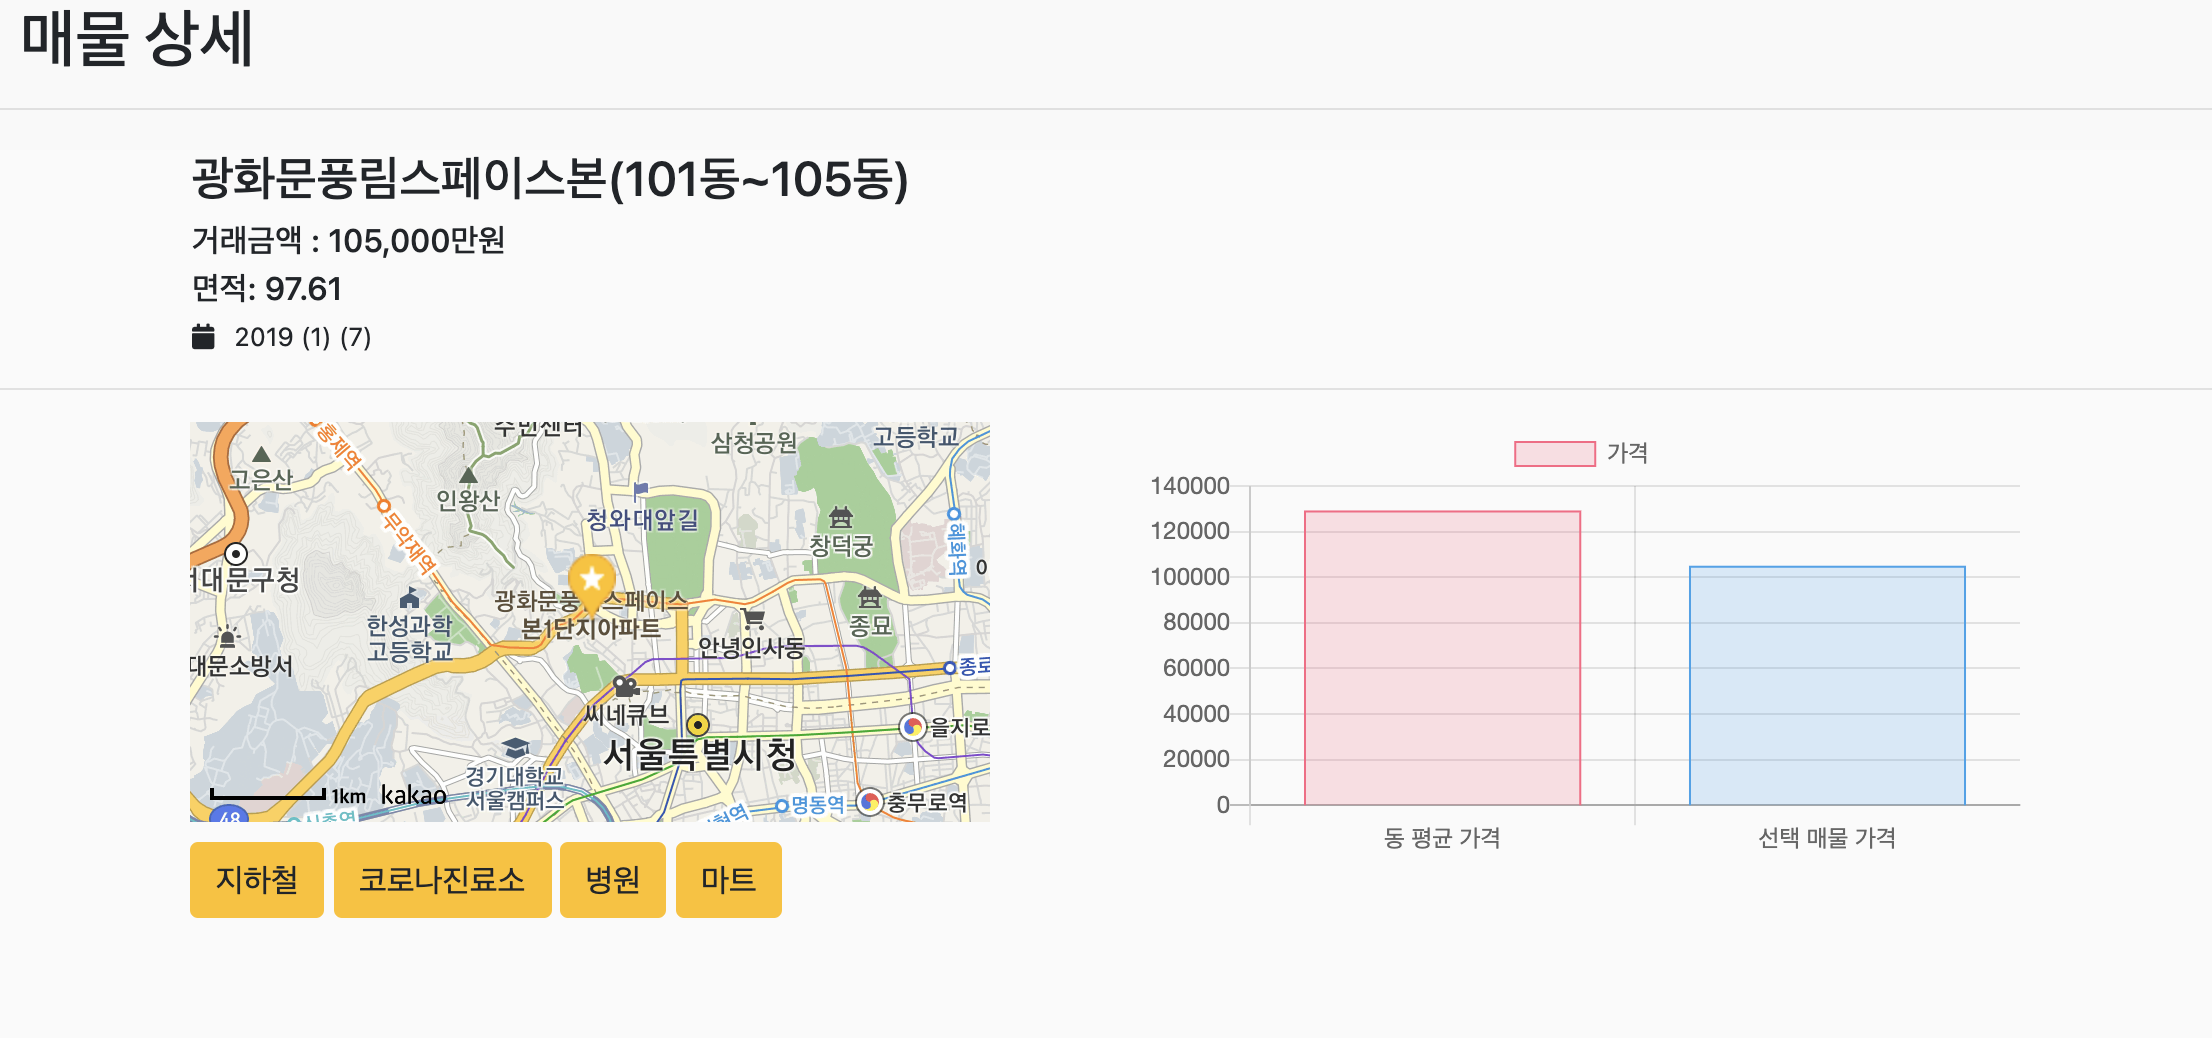 매물 상세
광화문풍림스페이스본(101동~105동)
거래금액 : 105,000만원
면적: 97.61
2019 (1) (7)
홍제역
주민센터
삼청공원
고등학교
고은산
인왕산
무악재역
청와대앞길
창덕궁
혜화역
대문구청
광화문풍림스페이스
본1단지아파트
한성과학
고등학교
종묘
안녕인사동
대문소방서
종로
씨네큐브
을지로
서울특별시청
경기대학교
서울캠퍼스
1km
kakao
명동역
충무로역
48
신촌역
지하철
코로나진료소
병원
마트
가격
140000
120000
100000
80000
60000
40000
20000
0
동 평균 가격
선택 매물 가격